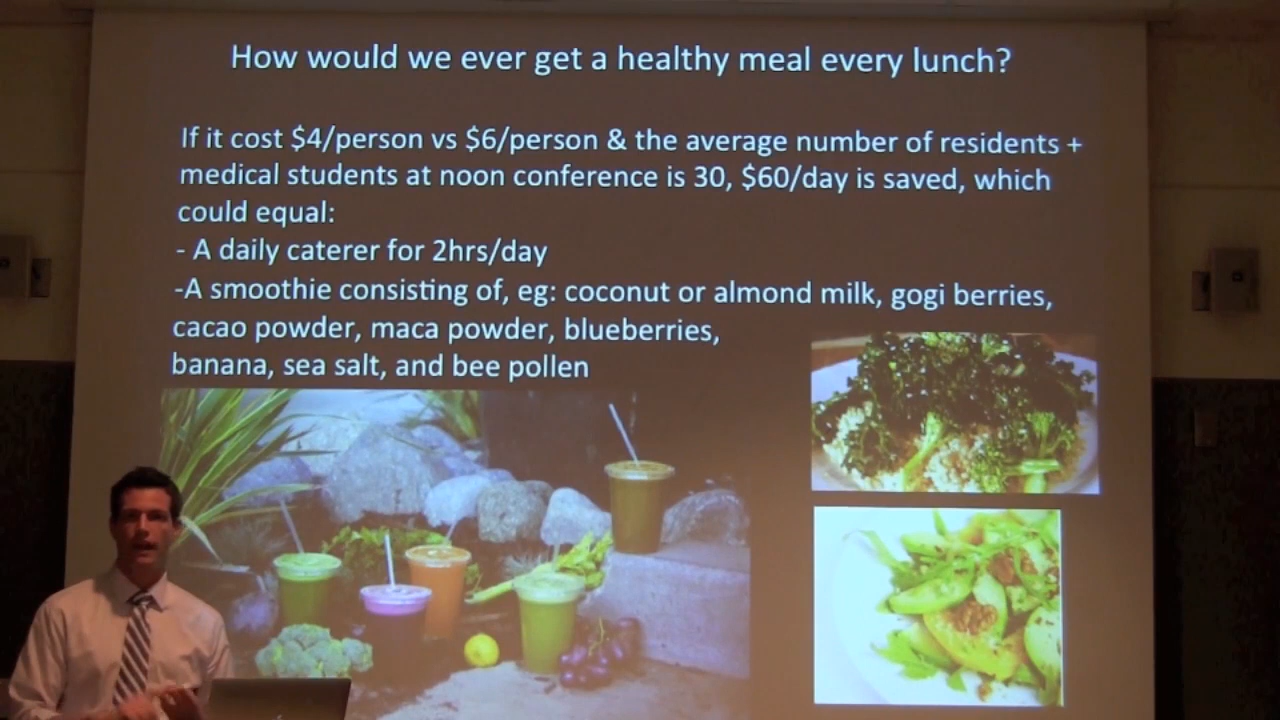 How would we ever get a healthy meal every lunch?
If it cost $4/person vs $6/person & the average number of residents +
medical students at noon conference is 30, $60/day is saved, which
could equal:
- A daily caterer for 2hrs/day
-A smoothie consisting of, eg: coconut or almond milk, gogi berries,
cacao powder, maca powder, blueberries,
banana, sea salt, and bee pollen